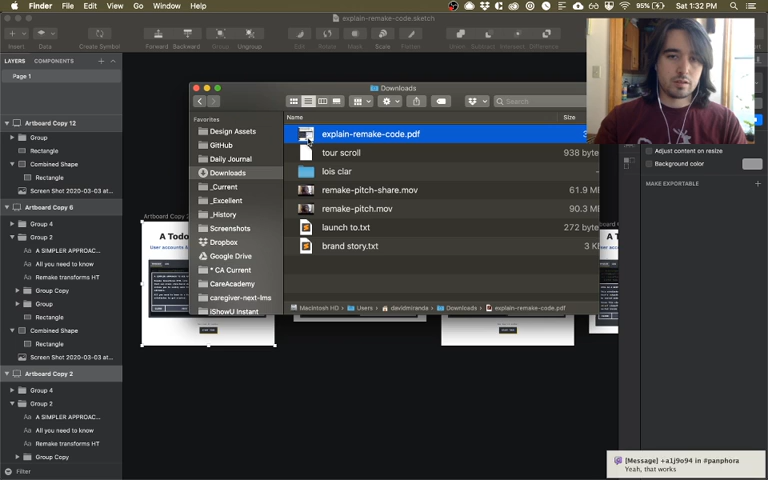 Finder File Edit View Go Window Help
95% Sat 1:32 PM
explain-remake-code.sketch
Insert Data Create Symbol Forward Backward Group Ungroup Edit Rotate Mask Scale Flatten Union Subtract Intersect Difference
LAYERS COMPONENTS
Page 1
Artboard Copy 12
Group
Rectangle
Combined Shape
Rectangle
Screen Shot 2020-03-03 at...
Artboard Copy 6
Group 4
Group 2
A SIMPLER APPROAC...
All you need to know
Remake transforms HT
Group Copy
Group
Rectangle
Combined Shape
Rectangle
Screen Shot 2020-03-03 at...
Artboard Copy 2
Group 4
Group 2
A SIMPLER APPROAC...
All you need to know
Remake transforms HT
Group Copy
Filter
Artboard Copy
A Todo
User accounts &
Downloads
Search
Favorites
Design Assets
GitHub
Daily Journal
Downloads
_Current
_Excellent
_History
Screenshots
Dropbox
Google Drive
* CA Current
CareAcademy
caregiver-next-lms
iShowU Instant
Name Size
explain-remake-code.pdf
tour scroll 938 byte
lois clar --
remake-pitch-share.mov 61.9 M
remake-pitch.mov 90.3 M
launch to.txt 272 byte
brand story.txt 3 K
Macintosh HD Users davidmiranda Downloads explain-remake-code.pdf
Adjust content on resize
Background color
MAKE EXPORTABLE
[Message] +a1j9o94 in #panphora
Yeah, that works